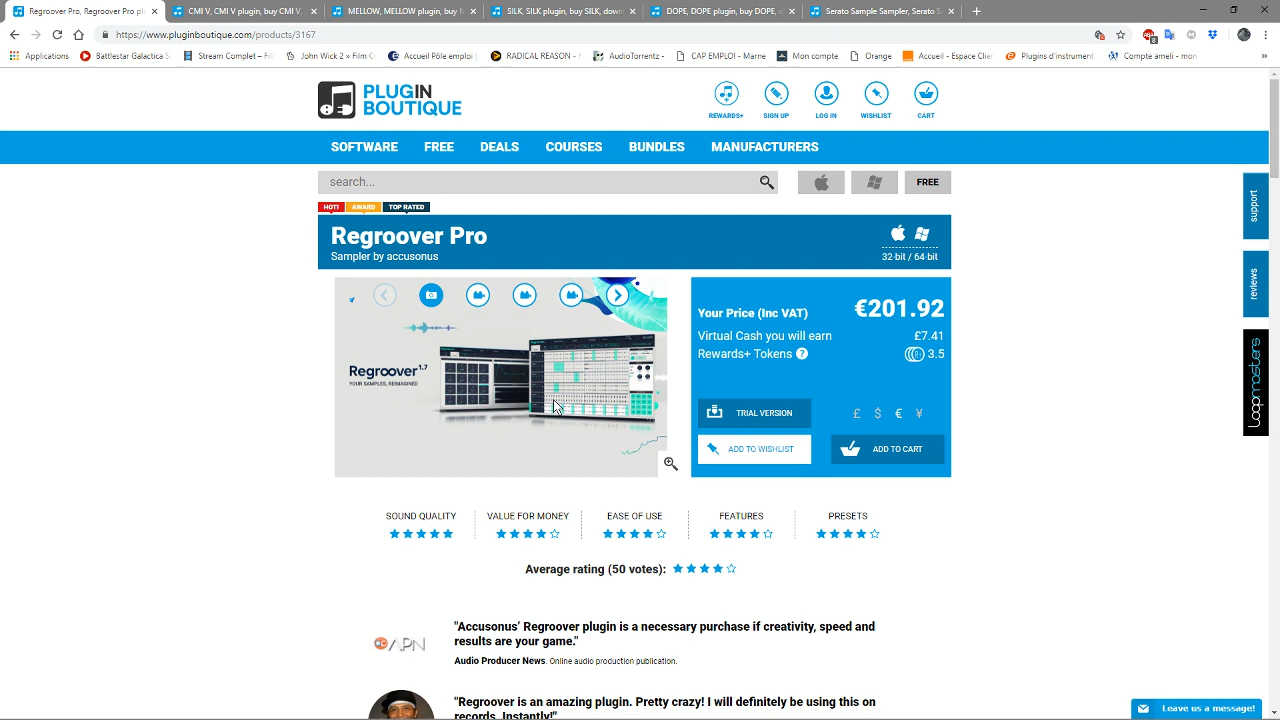 Regroover Pro, Regroover Pro pl
CMI V, CMI V plugin, buy CMI V,
MELLOW, MELLOW plugin, buy
SILK, SILK plugin, buy SILK, down
DOPE, DOPE plugin, buy DOPE, d
Serato Sample, Serato Sa
https://www.pluginboutique.com/products/3167
Applications
Battlestar Galactica S
Stream Complet – Fil
John Wick 2 » Film C
Accueil Pôle emploi |
RADICAL REASON - F
AudioTorrentz -
CAP EMPLOI - Marne
Mon compte
Orange
Accueil - Espace Clier
Plugins d'instrument
Compte ameli - mon
PLUGIN
BOUTIQUE
REWARDS+
SIGN UP
LOG IN
WISHLIST
CART
SOFTWARE
FREE
DEALS
COURSES
BUNDLES
MANUFACTURERS
search...
FREE
HOT!
AWARD
TOP RATED
Regroover Pro
Sampler by accusonus
32-bit / 64-bit
Regroover 1.7
YOUR SAMPLES, REIMAGINED
Your Price (Inc VAT) €201.92
Virtual Cash you will earn £7.41
Rewards+ Tokens ? 3.5
TRIAL VERSION
£ $ € ¥
ADD TO WISHLIST
ADD TO CART
support
reviews
loopmasters
SOUND QUALITY
VALUE FOR MONEY
EASE OF USE
FEATURES
PRESETS
Average rating (50 votes):
APN
"Accusonus' Regroover plugin is a necessary purchase if creativity, speed and
results are your game."
Audio Producer News. Online audio production publication.
"Regroover is an amazing plugin. Pretty crazy! I will definitely be using this on
records. Instantly!"
Leave us a message!